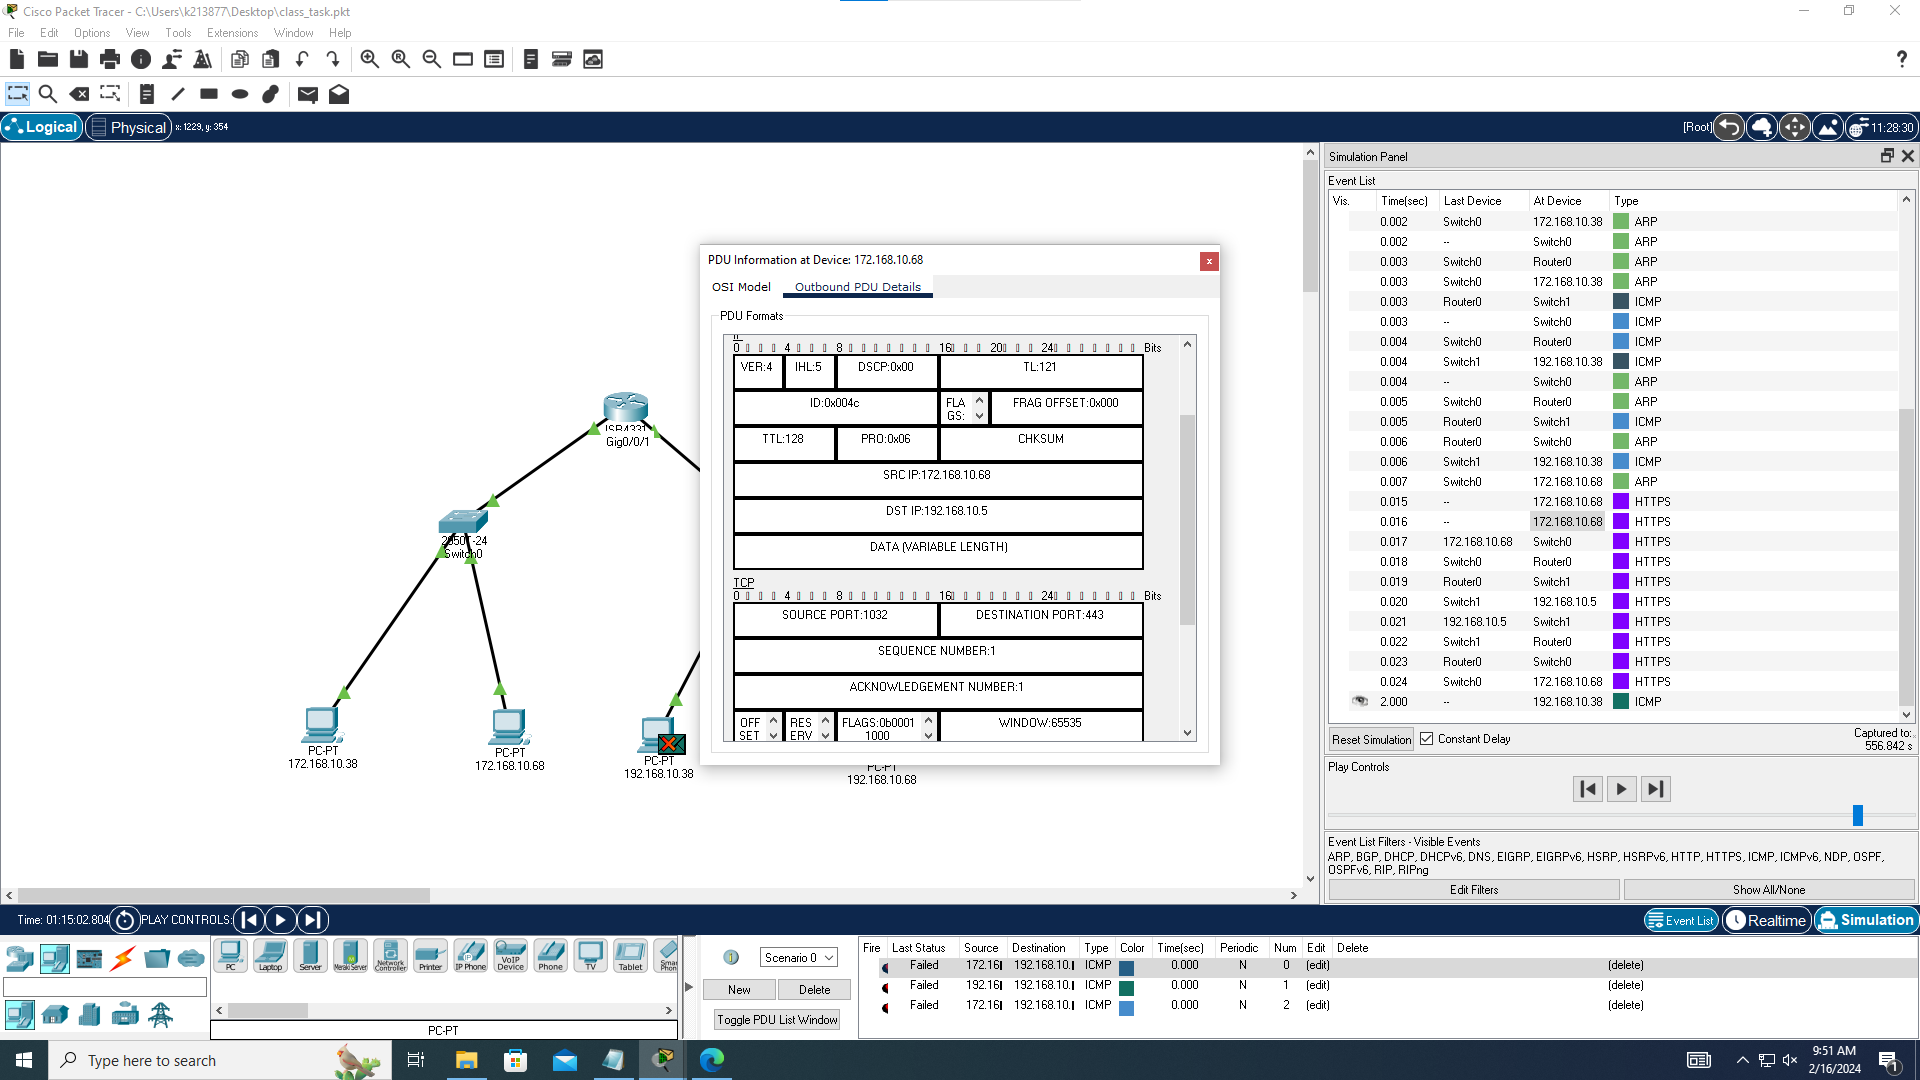 Cisco Packet Tracer - C:\Users\k213877\Desktop\class_task.pkt
File Edit Options View Tools Extensions Window Help
Logical Physical x: 1229, y: 354 [Root] 11:28:30
Gig0/0/1
Switch0
PC-PT
172.168.10.38
PC-PT
172.168.10.68
PC-PT
192.168.10.38
PC-PT
192.168.10.68
PDU Information at Device: 172.168.10.68
OSI Model Outbound PDU Details
PDU Formats
IP
0 4 8 16 20 24 Bits
VER:4 IHL:5 DSCP:0x00 TL:121
ID:0x004c FLA GS: FRAG OFFSET:0x000
TTL:128 PRO:0x06 CHKSUM
SRC IP:172.168.10.68
DST IP:192.168.10.5
DATA (VARIABLE LENGTH)
TCP
0 4 8 16 24 Bits
SOURCE PORT:1032 DESTINATION PORT:443
SEQUENCE NUMBER:1
ACKNOWLEDGEMENT NUMBER:1
OFF SET RES ERV FLAGS:0b0001 1000 WINDOW:65535
Simulation Panel
Event List
Vis. Time(sec) Last Device At Device Type
0.002 Switch0 172.168.10.38 ARP
0.002 -- Switch0 ARP
0.003 Switch0 Router0 ARP
0.003 Switch0 172.168.10.38 ARP
0.003 Router0 Switch1 ICMP
0.003 -- Switch0 ICMP
0.004 Switch0 Router0 ICMP
0.004 Switch1 192.168.10.38 ICMP
0.004 -- Switch0 ARP
0.005 Switch0 Router0 ARP
0.005 Router0 Switch1 ICMP
0.006 Router0 Switch0 ARP
0.006 Switch1 192.168.10.38 ICMP
0.007 Switch0 172.168.10.68 ARP
0.015 -- 172.168.10.68 HTTPS
0.016 -- 172.168.10.68 HTTPS
0.017 172.168.10.68 Switch0 HTTPS
0.018 Switch0 Router0 HTTPS
0.019 Router0 Switch1 HTTPS
0.020 Switch1 192.168.10.5 HTTPS
0.021 192.168.10.5 Switch1 HTTPS
0.022 Switch1 Router0 HTTPS
0.023 Router0 Switch0 HTTPS
0.024 Switch0 172.168.10.68 HTTPS
2.000 -- 192.168.10.38 ICMP
Reset Simulation Constant Delay Captured to:
556.842 s
Play Controls
Event List Filters - Visible Events
ARP, BGP, DHCP, DHCPv6, DNS, EIGRP, EIGRPv6, HSRP, HSRPv6, HTTP, HTTPS, ICMP, ICMPv6, NDP, OSPF,
OSPFv6, RIP, RIPng
Edit Filters Show All/None
Time: 01:15:02.804 PLAY CONTROLS: Event List Realtime Simulation
PC Laptop Server Meraki Server Network Controller Printer IP Phone VoIP Device Phone TV Tablet
PC-PT
Scenario 0
New Delete
Toggle PDU List Window
Fire Last Status Source Destination Type Color Time(sec) Periodic Num Edit Delete
Failed 172.16 192.168.10. ICMP 0.000 N 0 (edit) (delete)
Failed 192.16 192.168.10. ICMP 0.000 N 1 (edit) (delete)
Failed 172.16 192.168.10. ICMP 0.000 N 2 (edit) (delete)
Type here to search
9:51 AM
2/16/2024
1